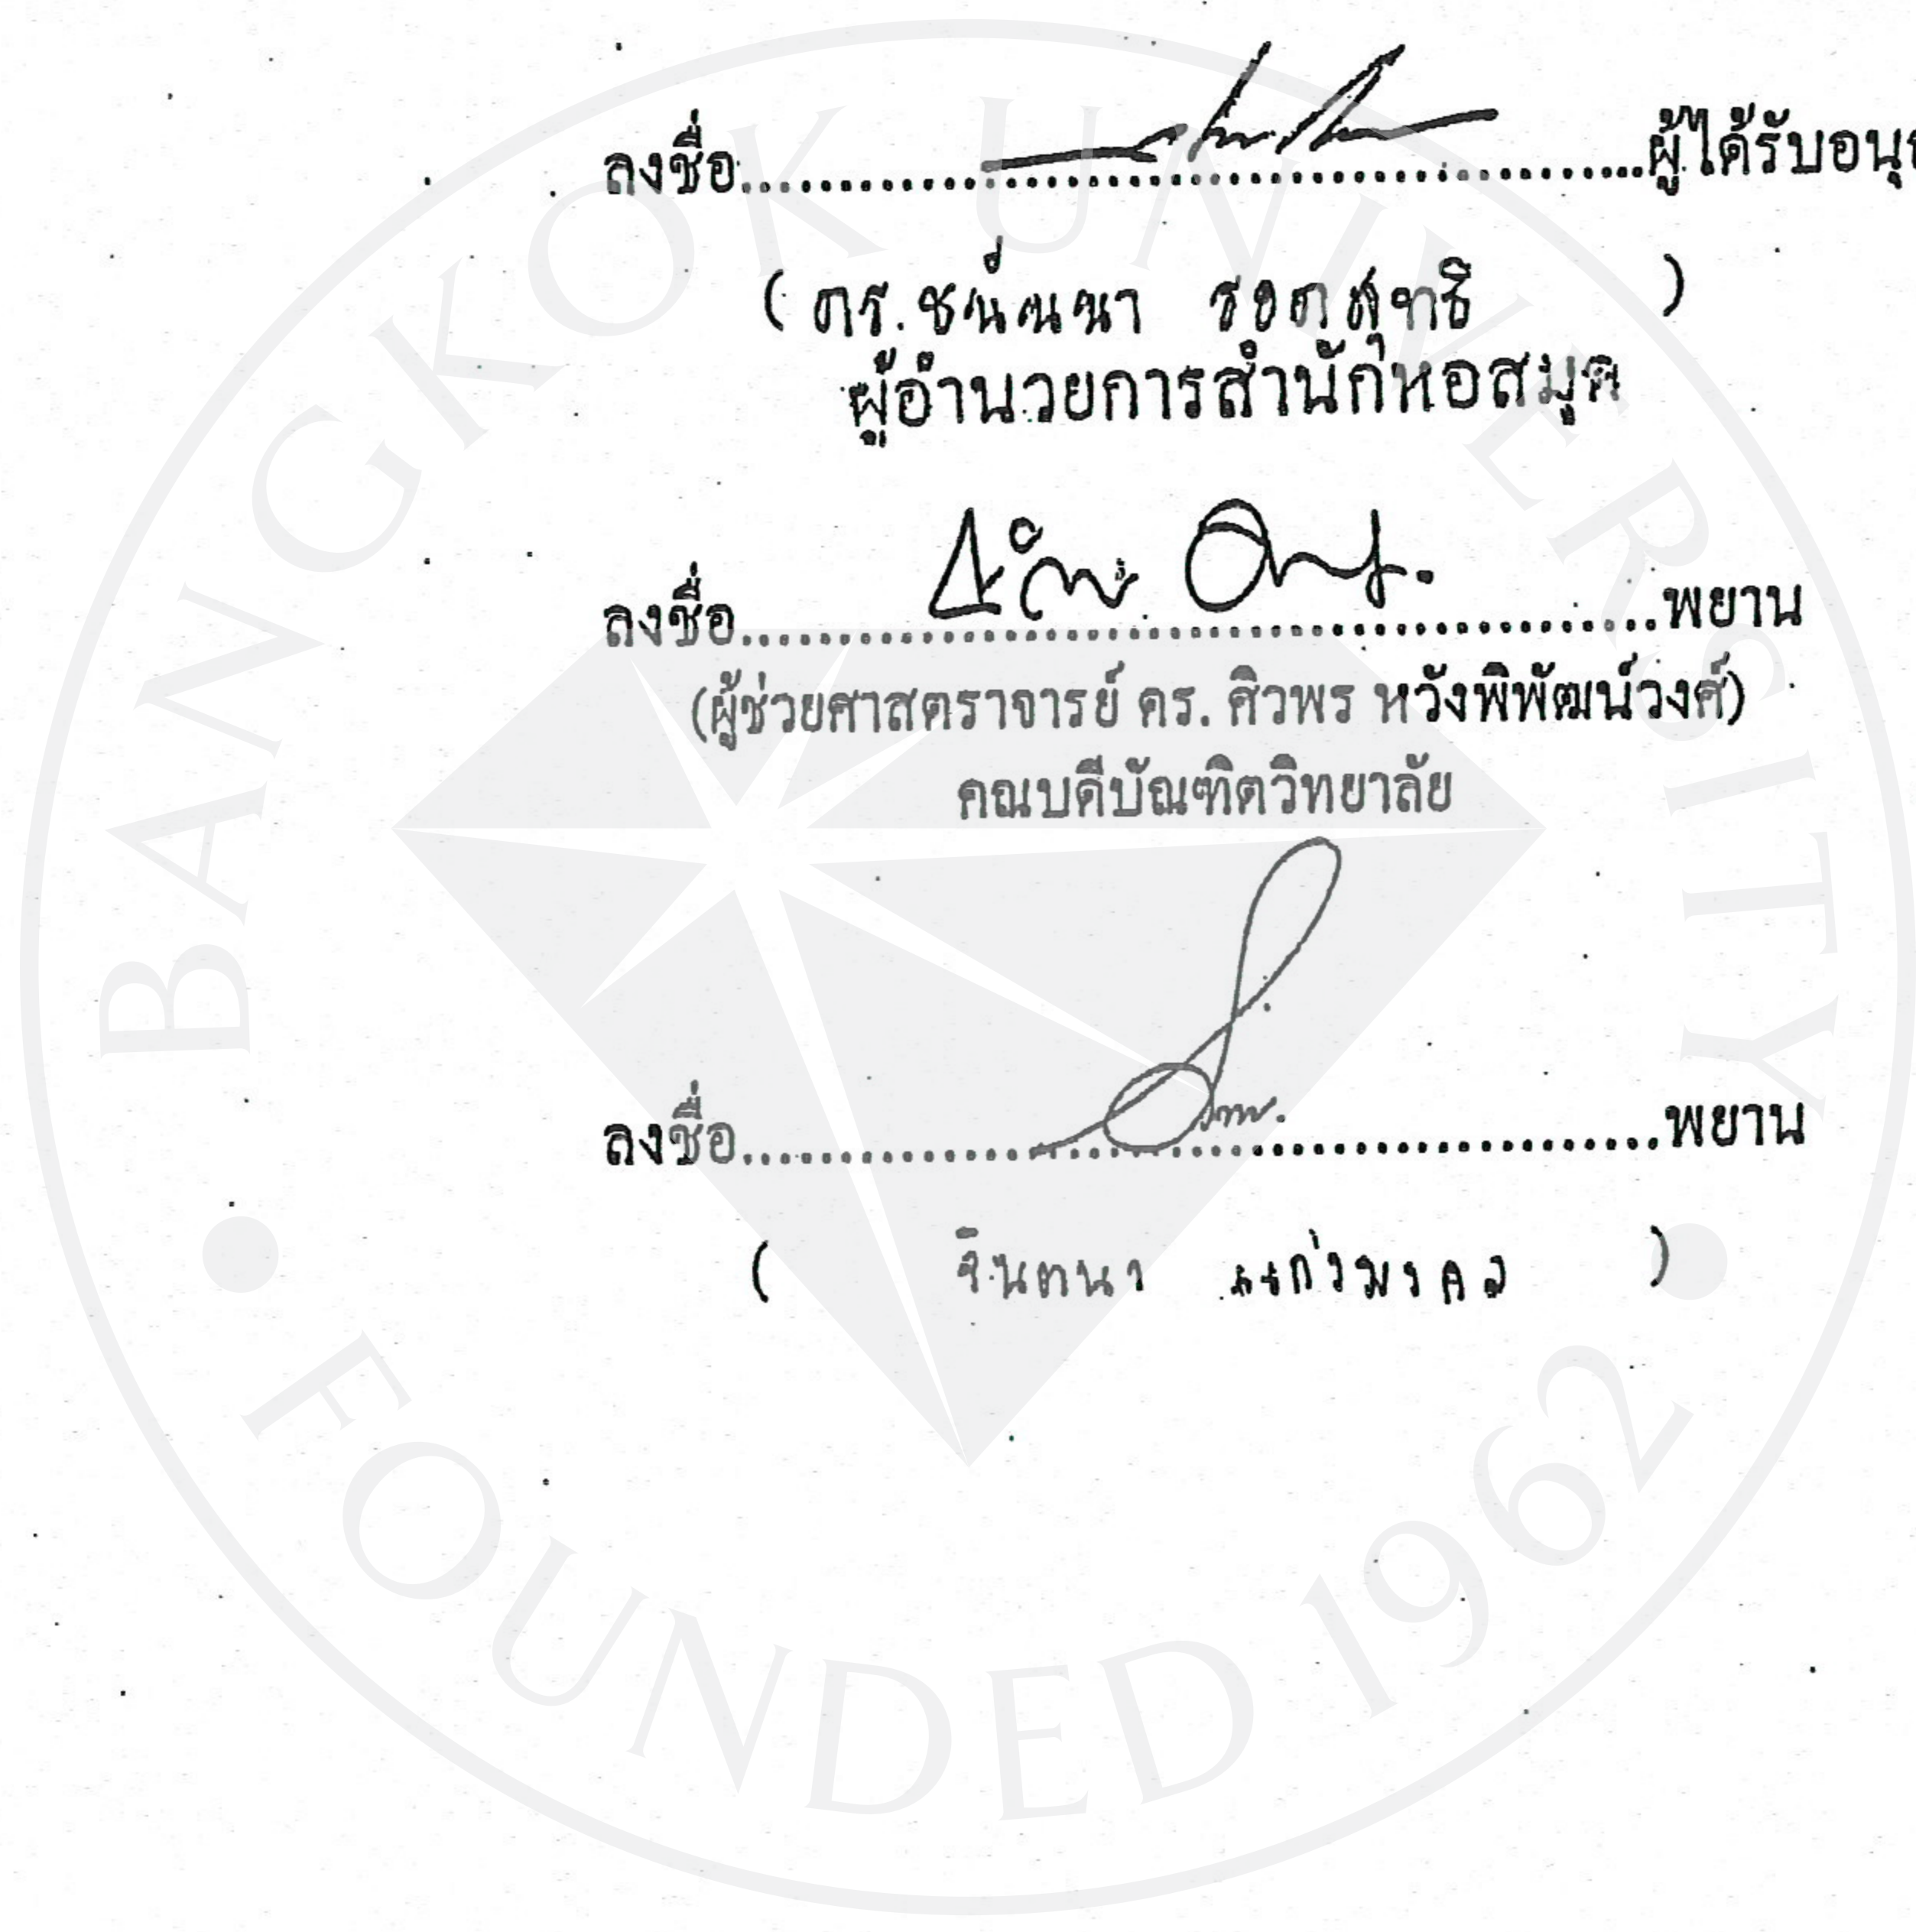 ลงชื่อ................................................ผู้ได้รับอนุ
(ดร.ชนัณนา รอดสุทธิ )
ผู้อำนวยการสำนักหอสมุด
ลงชื่อ................................................พยาน
(ผู้ช่วยศาสตราจารย์ ดร. ศิวพร หวังพิพัฒน์วงศ์)
คณบดีบัณฑิตวิทยาลัย
ลงชื่อ................................................พยาน
( จินตนา )
BANGKOK UNIVERSITY
FOUNDED 1962